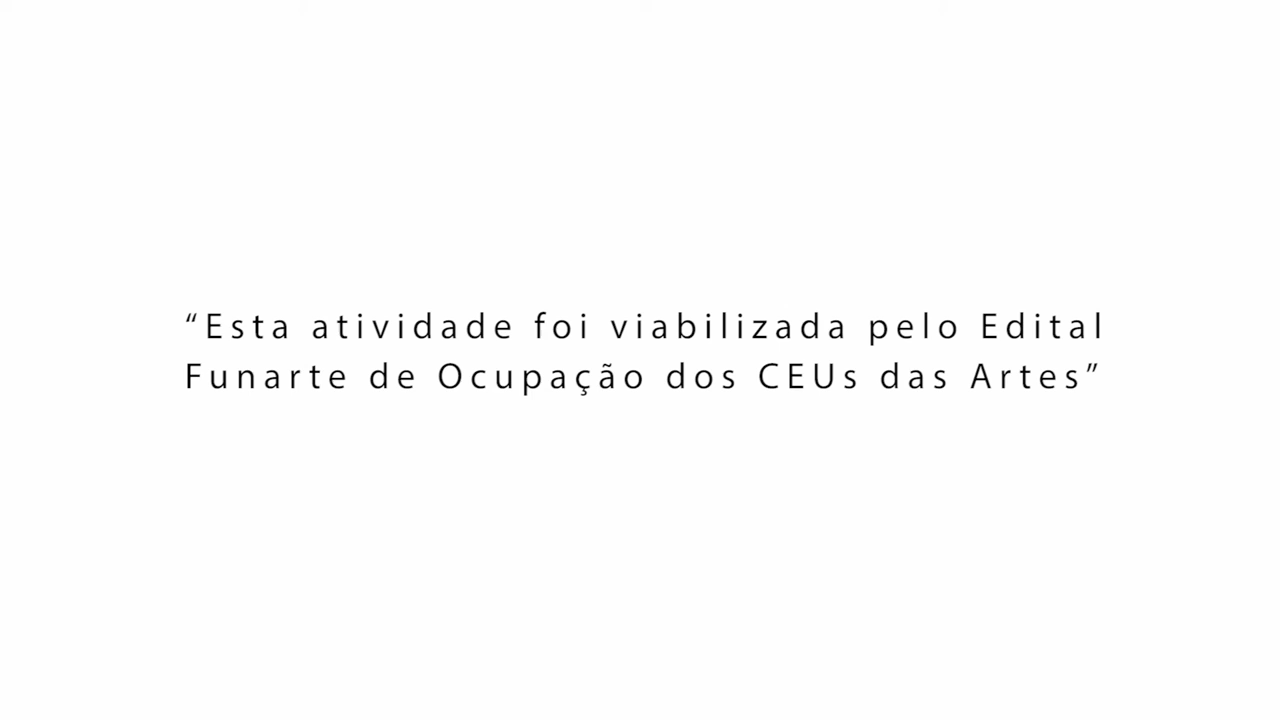 “Esta atividade foi viabilizada pelo Edital
Funarte de Ocupação dos CEUs das Artes”